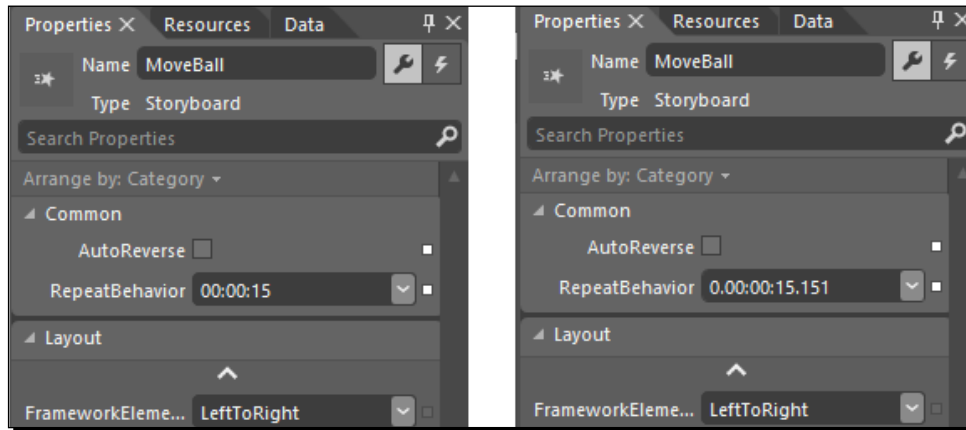 Properties Resources Data
Name MoveBall
Type Storyboard
Search Properties
Arrange by: Category
Common
AutoReverse
RepeatBehavior 00:00:15
Layout
FrameworkEleme... LeftToRight
Properties Resources Data
Name MoveBall
Type Storyboard
Search Properties
Arrange by: Category
Common
AutoReverse
RepeatBehavior 0.00:00:15.151
Layout
FrameworkEleme... LeftToRight